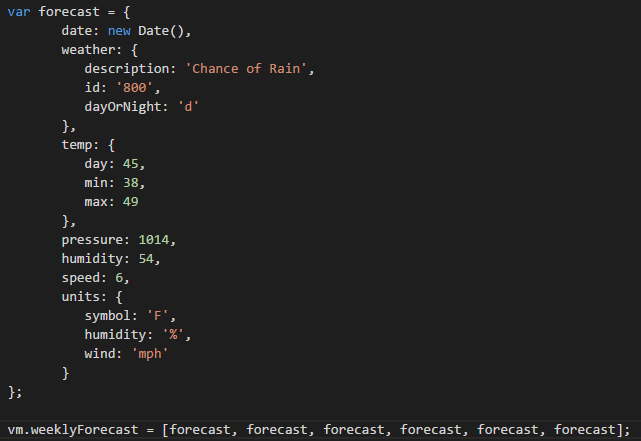 var forecast = {
date: new Date(),
weather: {
description: 'Chance of Rain',
id: '800',
dayOrNight: 'd'
},
temp: {
day: 45,
min: 38,
max: 49
},
pressure: 1014,
humidity: 54,
speed: 6,
units: {
symbol: 'F',
humidity: '%',
wind: 'mph'
}
};
vm.weeklyForecast = [forecast, forecast, forecast, forecast, forecast, forecast];